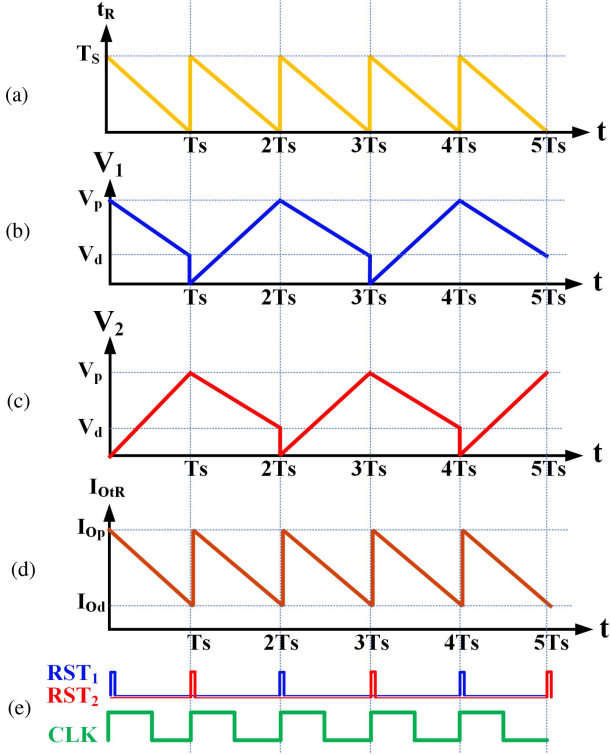 t_R
T_S
(a)
Ts 2Ts 3Ts 4Ts 5Ts t
V_1
V_p
(b)
V_d
Ts 2Ts 3Ts 4Ts 5Ts t
V_2
V_p
(c)
V_d
Ts 2Ts 3Ts 4Ts 5Ts t
I_OtR
I_Op
(d)
I_Od
Ts 2Ts 3Ts 4Ts 5Ts t
RST_1
RST_2
(e)
CLK